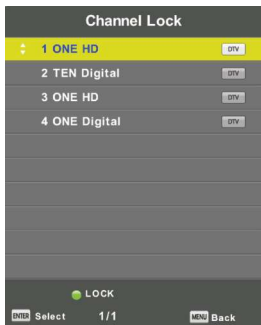 Channel Lock
1 ONE HD DTV
2 TEN Digital DTV
3 ONE HD DTV
4 ONE Digital DTV
LOCK
ENTER Select 1/1 MENU Back